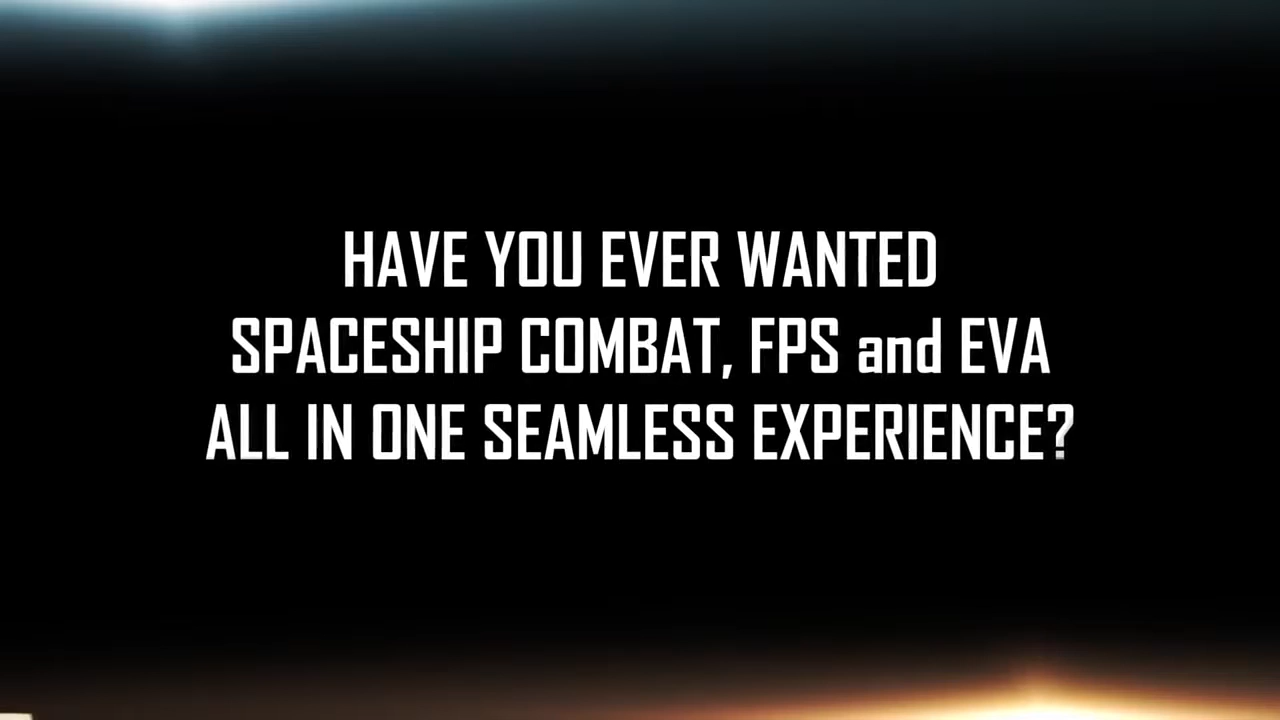 HAVE YOU EVER WANTED
SPACESHIP COMBAT, FPS and EVA
ALL IN ONE SEAMLESS EXPERIENCE?